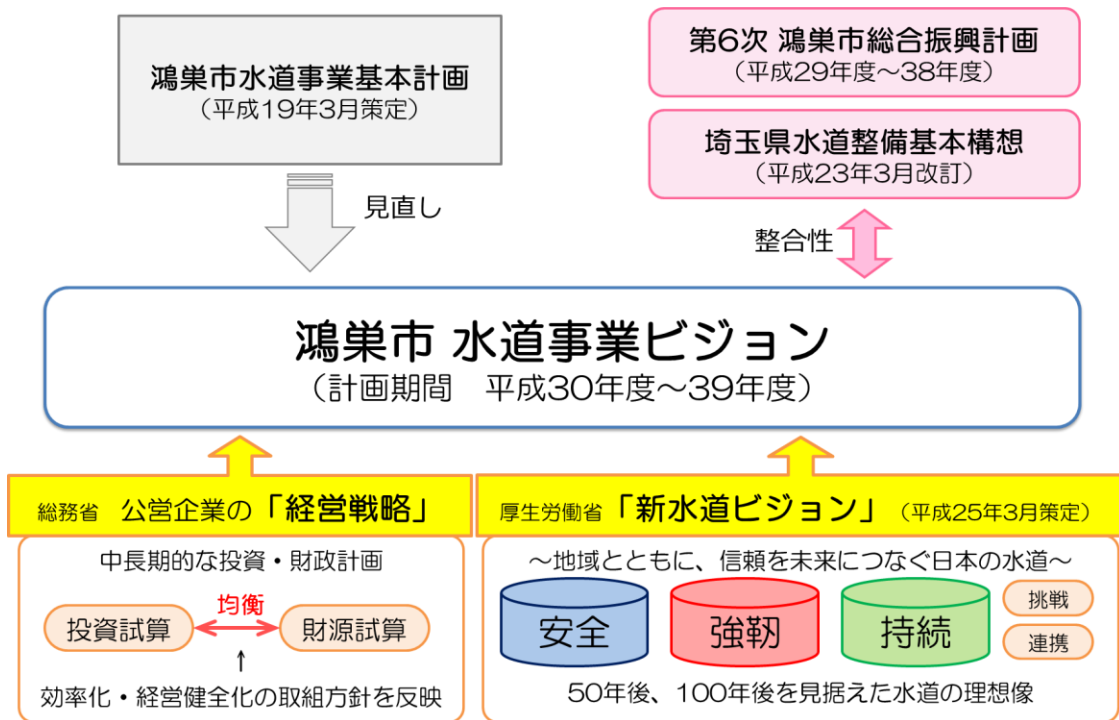 鴻巣市水道事業基本計画
(平成19年3月策定)
第6次 鴻巣市総合振興計画
(平成29年度～38年度)
埼玉県水道整備基本構想
(平成23年3月改訂)
見直し
整合性
鴻巣市 水道事業ビジョン
(計画期間　平成30年度～39年度)
総務省 公営企業の「経営戦略」
中長期的な投資・財政計画
投資試算
均衡
財源試算
効率化・経営健全化の取組方針を反映
厚生労働省「新水道ビジョン」(平成25年3月策定)
～地域とともに、信頼を未来につなぐ日本の水道～
安全
強靭
持続
挑戦
連携
50年後、100年後を見据えた水道の理想像